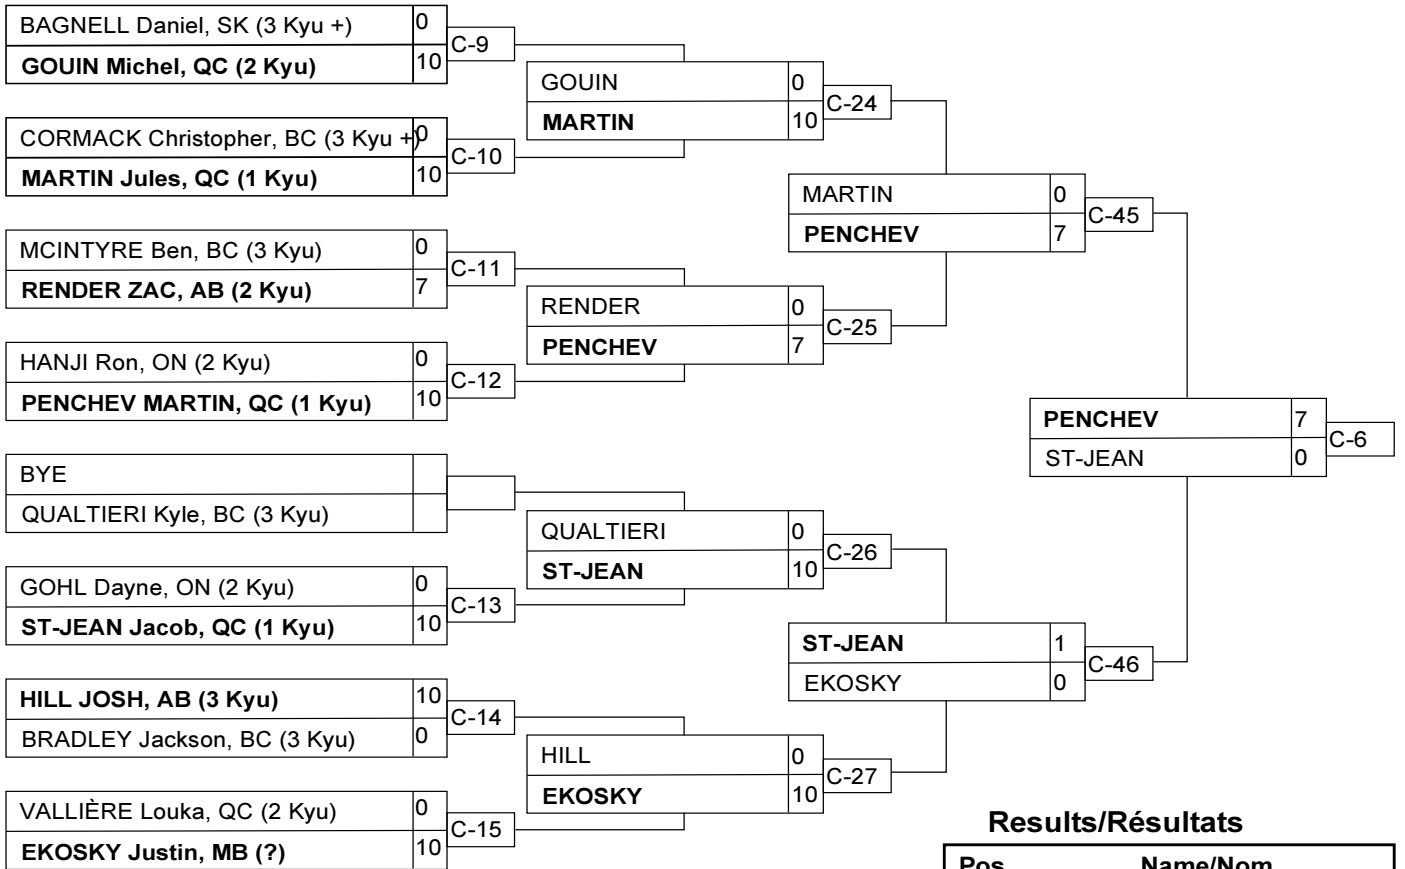 BAGNELL Daniel, SK (3 Kyu +) 0
GOUIN Michel, QC (2 Kyu) 10
C-9
CORMACK Christopher, BC (3 Kyu +) 0
MARTIN Jules, QC (1 Kyu) 10
C-10
MCINTYRE Ben, BC (3 Kyu) 0
RENDER ZAC, AB (2 Kyu) 7
C-11
HANJI Ron, ON (2 Kyu) 0
PENCHEV MARTIN, QC (1 Kyu) 10
C-12
BYE
QUALTIERI Kyle, BC (3 Kyu)
GOHL Dayne, ON (2 Kyu) 0
ST-JEAN Jacob, QC (1 Kyu) 10
C-13
HILL JOSH, AB (3 Kyu) 10
BRADLEY Jackson, BC (3 Kyu) 0
C-14
VALLIÈRE Louka, QC (2 Kyu) 0
EKOSKY Justin, MB (?) 10
C-15
GOUIN 0
MARTIN 10
C-24
RENDER 0
PENCHEV 7
C-25
QUALTIERI 0
ST-JEAN 10
C-26
HILL 0
EKOSKY 10
C-27
MARTIN 0
PENCHEV 7
C-45
ST-JEAN 1
EKOSKY 0
C-46
PENCHEV 7
ST-JEAN 0
C-6
Results/Résultats
Pos Name/Nom